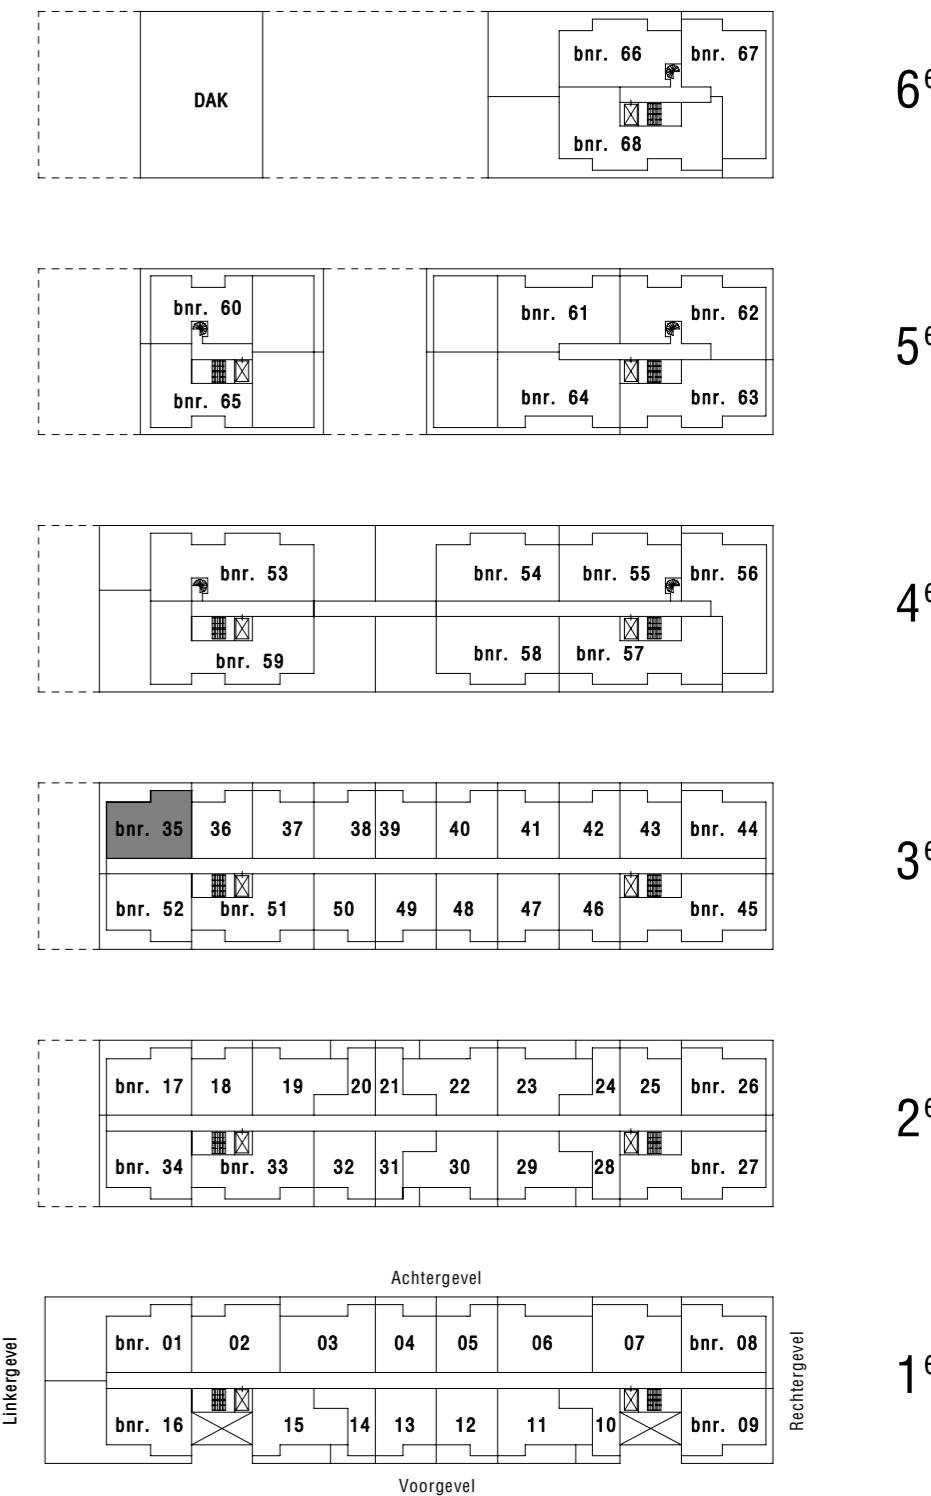 bnr. 66 bnr. 67
DAK
6e
bnr. 68
bnr. 60 bnr. 61 bnr. 62
5e
bnr. 65 bnr. 64 bnr. 63
bnr. 53 bnr. 54 bnr. 55 bnr. 56
4e
bnr. 59 bnr. 58 bnr. 57
bnr. 35 36 37 38 39 40 41 42 43 bnr. 44
3e
bnr. 52 bnr. 51 50 49 48 47 46 bnr. 45
bnr. 17 18 19 20 21 22 23 24 25 bnr. 26
2e
bnr. 34 bnr. 33 32 31 30 29 28 bnr. 27
Achtergevel
bnr. 01 02 03 04 05 06 07 bnr. 08
Linkergevel
Rechtergevel
1e
bnr. 16 15 14 13 12 11 10 bnr. 09
Voorgevel